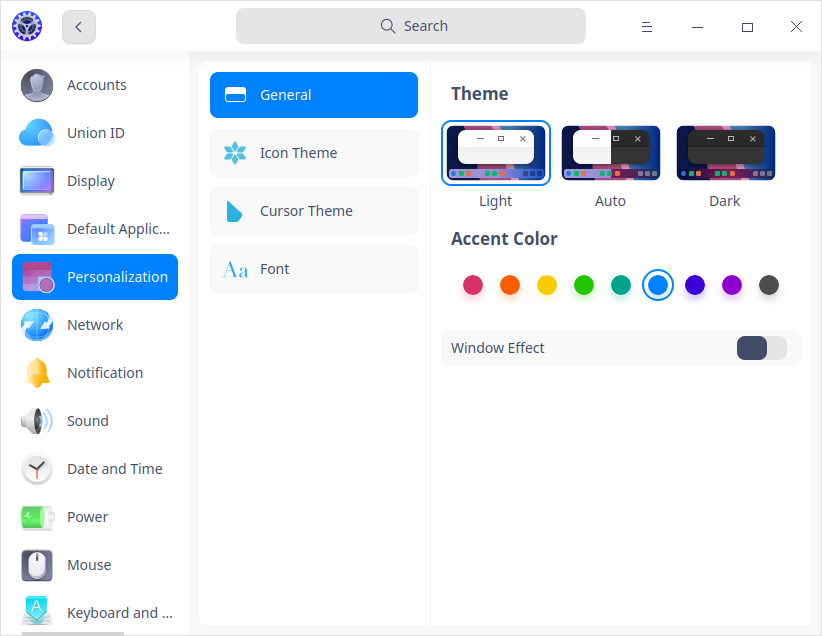 Search
Accounts
Union ID
Display
Default Applic...
Personalization
Network
Notification
Sound
Date and Time
Power
Mouse
Keyboard and ...
General
Icon Theme
Cursor Theme
Aa Font
Theme
Light Auto Dark
Accent Color
Window Effect